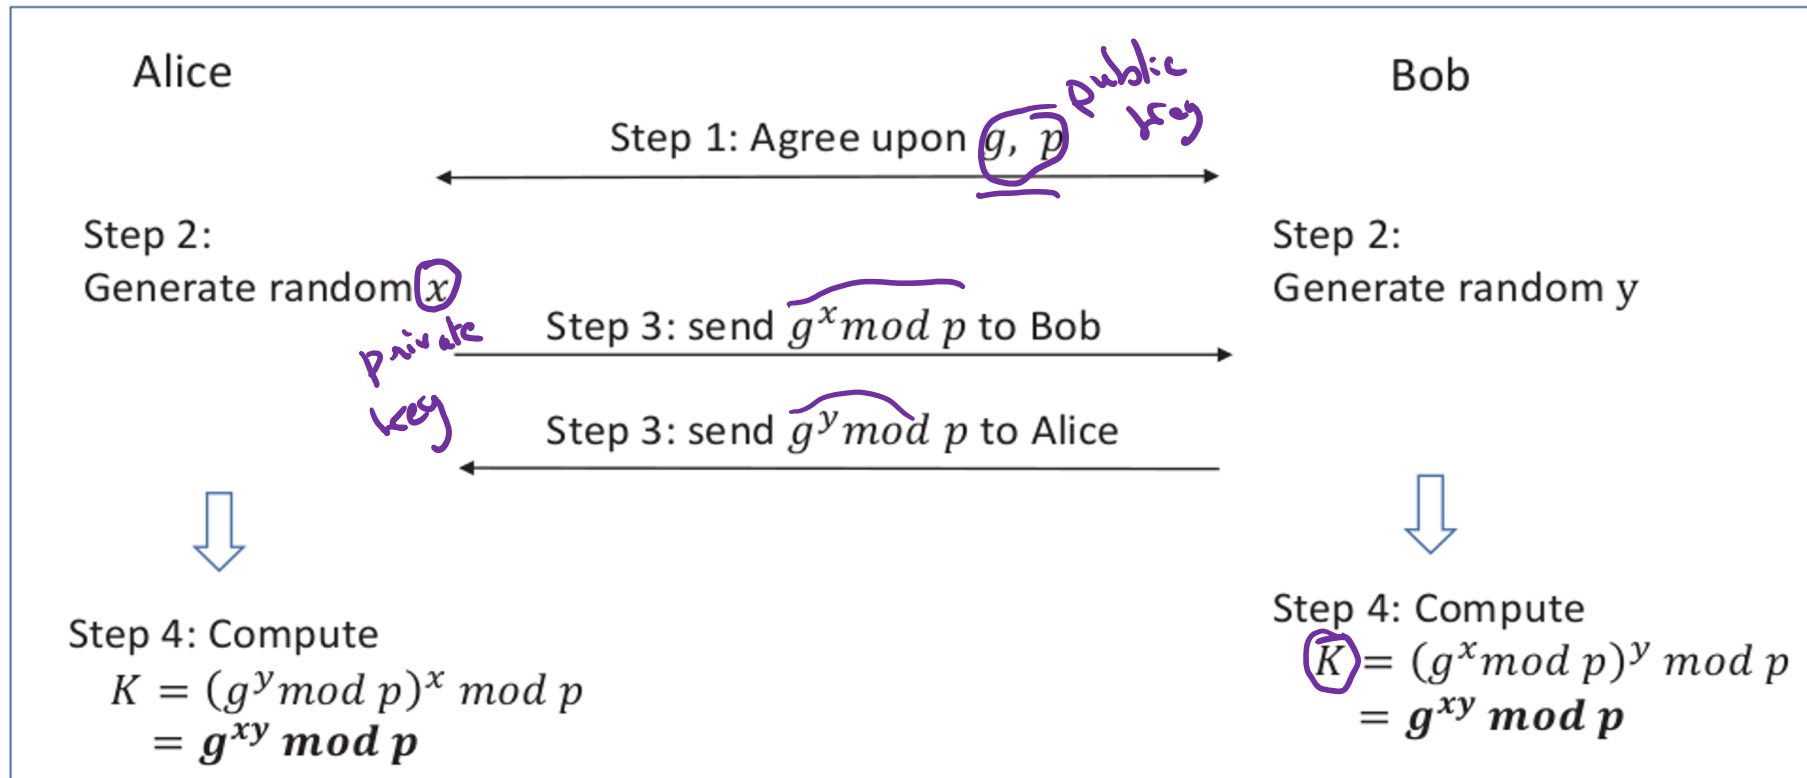 Alice
Bob
public
key
Step 1: Agree upon g, p
Step 2:
Generate random x
private
key
Step 2:
Generate random y
Step 3: send g^x mod p to Bob
Step 3: send g^y mod p to Alice
Step 4: Compute
K = (g^y mod p)^x mod p
= g^xy mod p
Step 4: Compute
K = (g^x mod p)^y mod p
= g^xy mod p